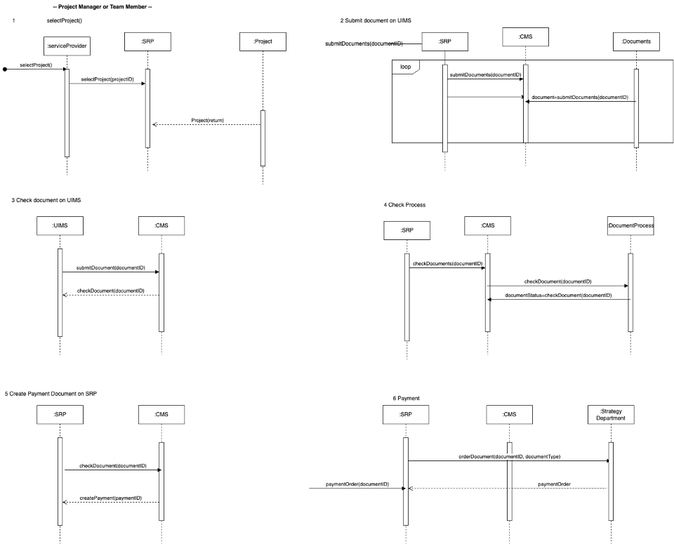 -- Project Manager or Team Member --
1
selectProject()
:serviceProvider
:SRP
:Project
selectProject()
selectProject(projectID)
Project(return)
2 Submit document on UIMS
submitDocuments(documentID)
:SRP
:CMS
:Documents
loop
submitDocuments(documentID)
document=submitDocuments(documentID)
3 Check document on UIMS
:UIMS
:CMS
submitDocument(documentID)
checkDocument(documentID)
4 Check Process
:SRP
:CMS
:DocumentProcess
checkDocuments(documentID)
checkDocument(documentID)
documentStatus=checkDocument(documentID)
5 Create Payment Document on SRP
:SRP
:CMS
checkDocument(documentID)
createPayment(paymentID)
6 Payment
:SRP
:CMS
:Strategy
Department
orderDocument(documentID, documentType)
paymentOrder(documentID)
paymentOrder